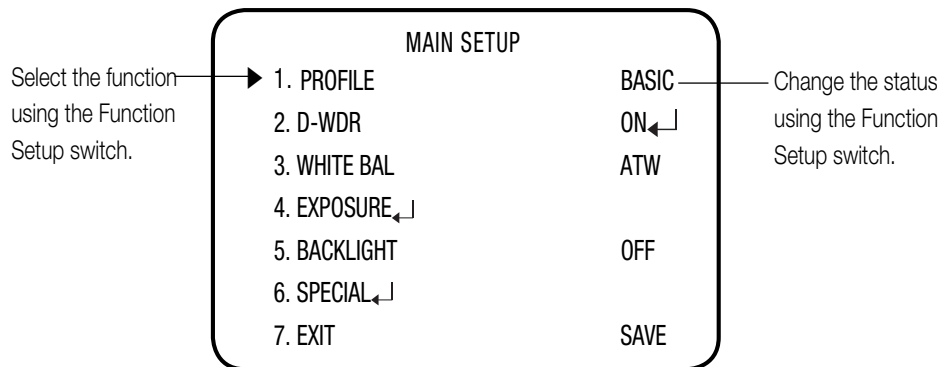 MAIN SETUP
Select the function
using the Function
Setup switch.
1. PROFILE BASIC
2. D-WDR ON
3. WHITE BAL ATW
4. EXPOSURE
5. BACKLIGHT OFF
6. SPECIAL
7. EXIT SAVE
Change the status
using the Function
Setup switch.